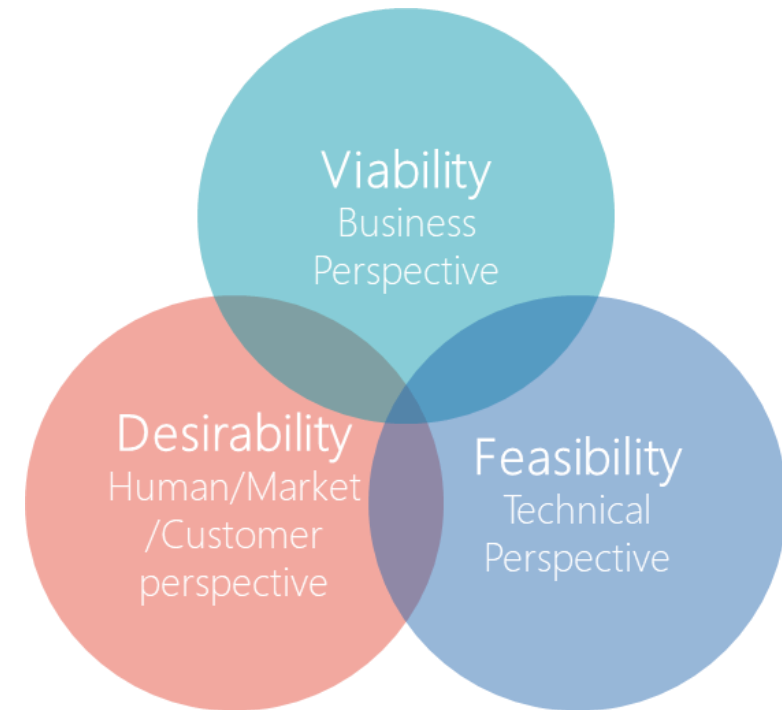 Viability
Business
Perspective
Desirability
Human/Market
/Customer
perspective
Feasibility
Technical
Perspective